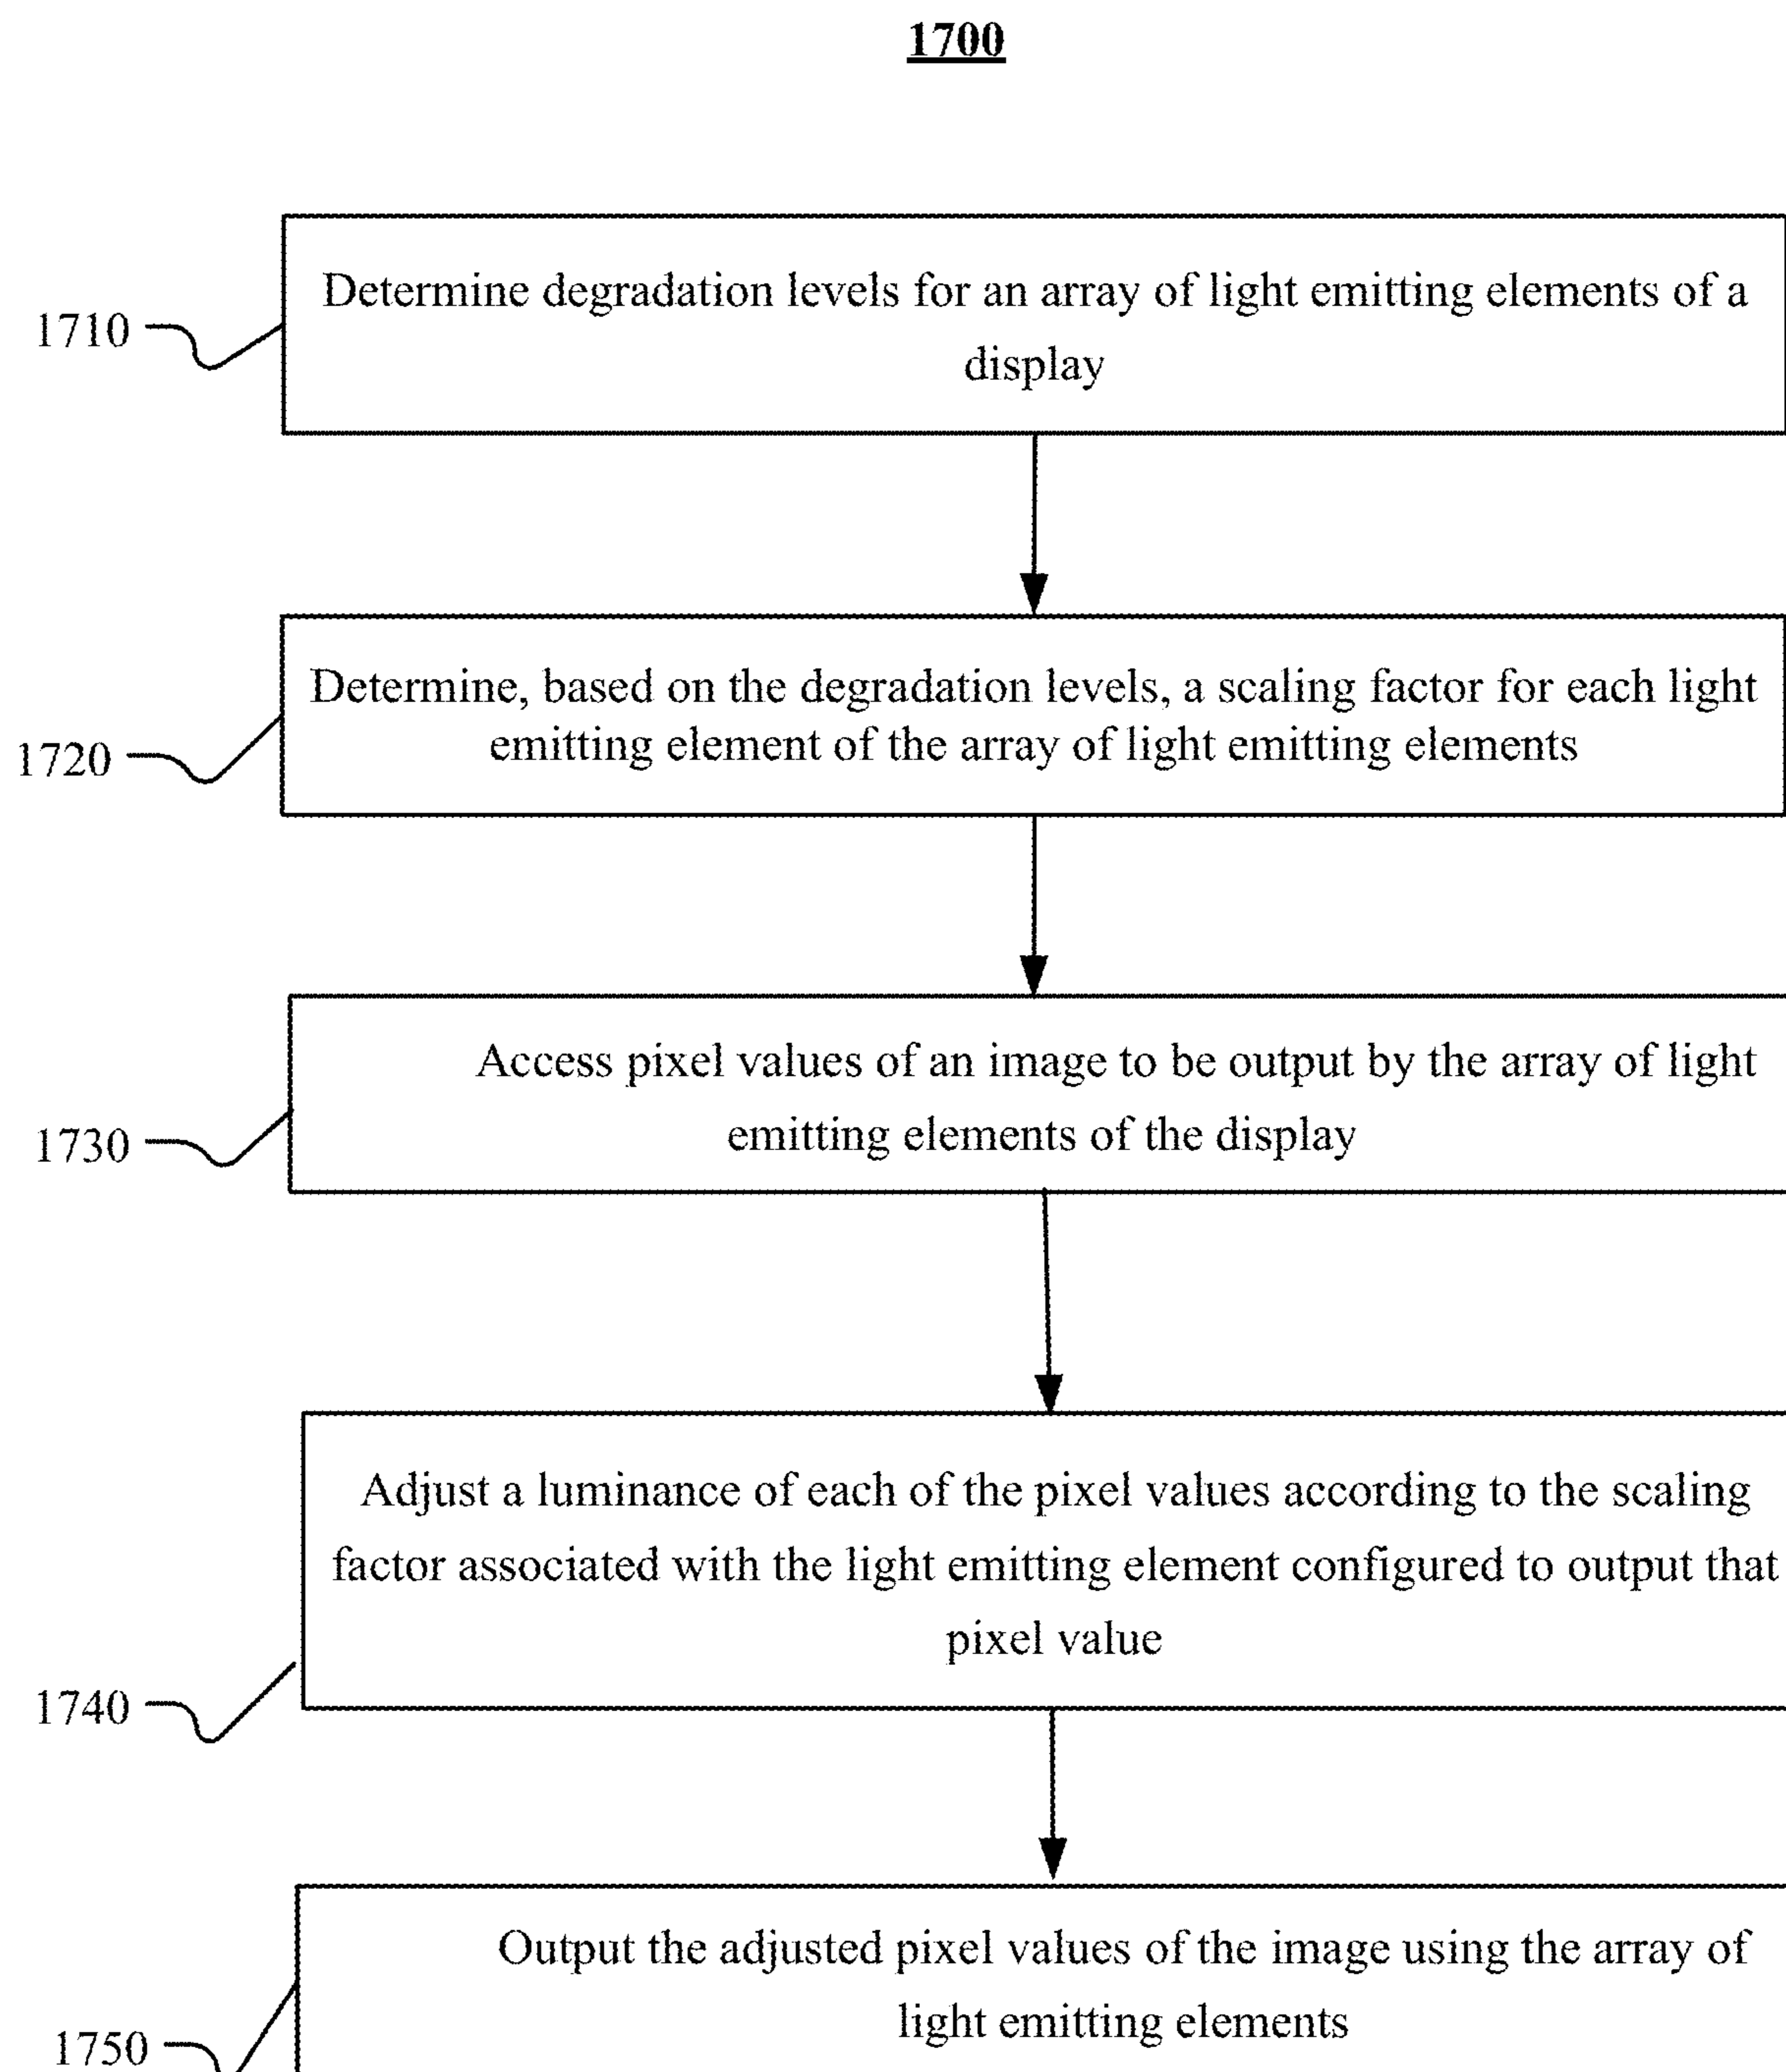 1700
Determine degradation levels for an array of light emitting elements of a
display
1710
Determine, based on the degradation levels, a scaling factor for each light
emitting element of the array of light emitting elements
1720
Access pixel values of an image to be output by the array of light
emitting elements of the display
1730
Adjust a luminance of each of the pixel values according to the scaling
factor associated with the light emitting element configured to output that
pixel value
1740
Output the adjusted pixel values of the image using the array of
light emitting elements
1750